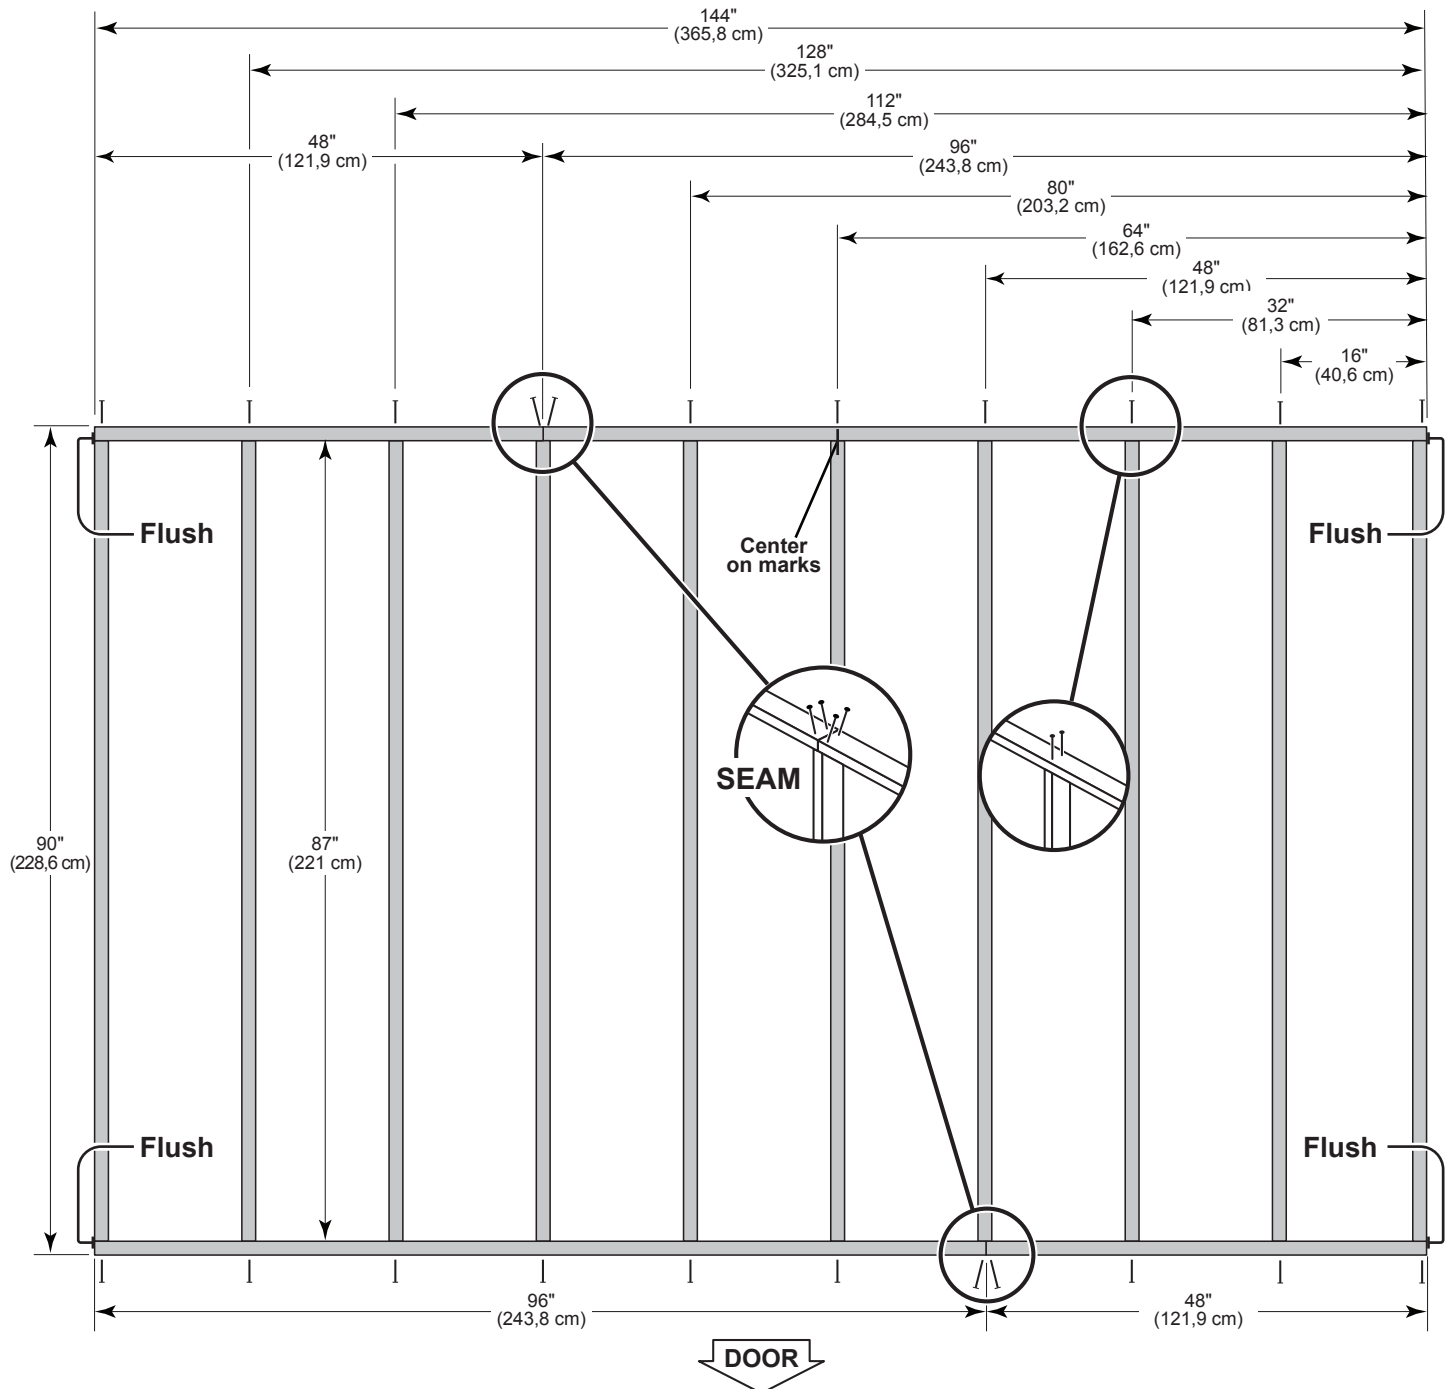 144"
(365,8 cm)
128"
(325,1 cm)
112"
(284,5 cm)
48"
(121,9 cm)
96"
(243,8 cm)
80"
(203,2 cm)
64"
(162,6 cm)
48"
(121,9 cm)
32"
(81,3 cm)
16"
(40,6 cm)
Flush
Center
on marks
Flush
SEAM
90"
(228,6 cm)
87"
(221 cm)
Flush
Flush
96"
(243,8 cm)
48"
(121,9 cm)
DOOR